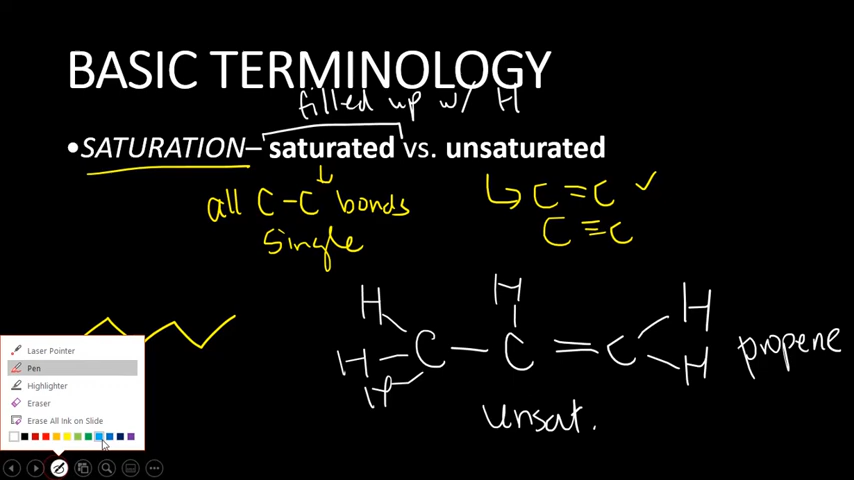 BASIC TERMINOLOGY
filled up w/ H
•SATURATION– saturated vs. unsaturated
all C–C bonds
single
C=C ✓
C≡C
H H H
H C — C = C
H H
propene
unsat.
Laser Pointer
Pen
Highlighter
Eraser
Erase All Ink on Slide